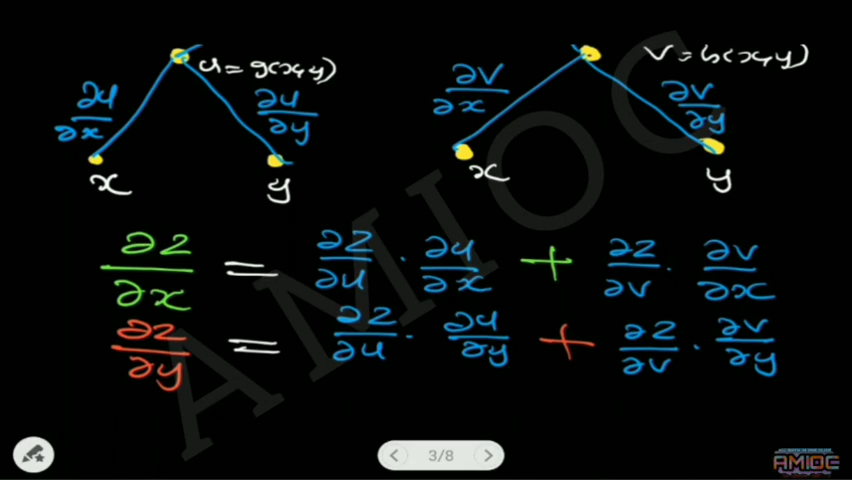 u = g(x,y) v = h(x,y)
∂u/∂x ∂u/∂y ∂v/∂x ∂v/∂y
x y x y
∂z/∂x = ∂z/∂u · ∂u/∂x + ∂z/∂v · ∂v/∂x
∂z/∂y = ∂z/∂u · ∂u/∂y + ∂z/∂v · ∂v/∂y
AMIOC
3/8
AMIOC